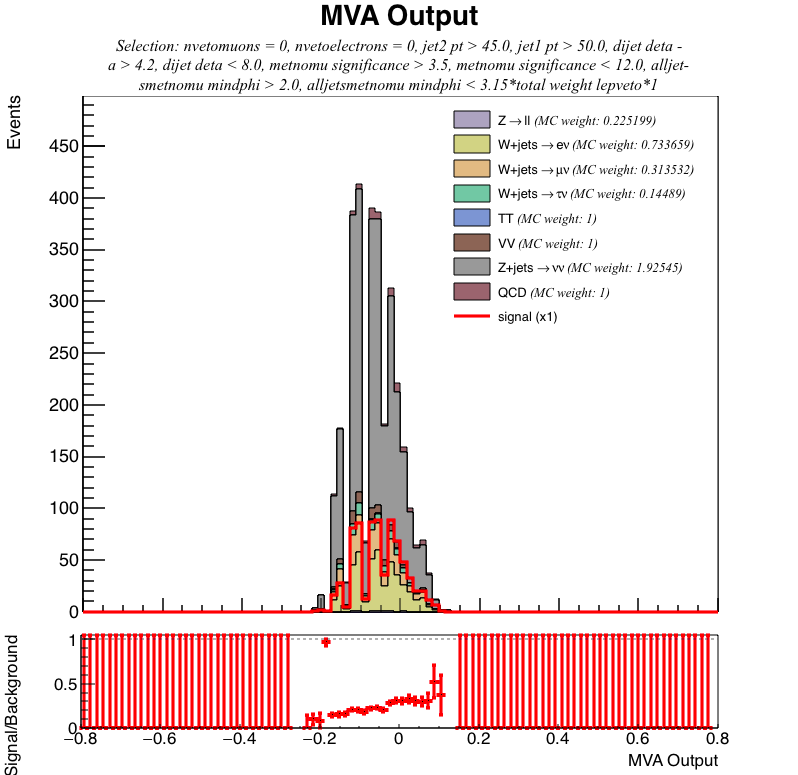 MVA Output
Selection: nvetomuons = 0, nvetoelectrons = 0, jet2 pt > 45.0, jet1 pt > 50.0, dijet deta -
a > 4.2, dijet deta < 8.0, metnomu significance > 3.5, metnomu significance < 12.0, alljet-
smetnomu mindphi > 2.0, alljetsmetnomu mindphi < 3.15*total weight lepveto*1
Events
450
400
350
300
250
200
150
100
50
0
Z→ll (MC weight: 0.225199)
W+jets→eν (MC weight: 0.733659)
W+jets→μν (MC weight: 0.313532)
W+jets→τν (MC weight: 0.14489)
TT (MC weight: 1)
VV (MC weight: 1)
Z+jets→νν (MC weight: 1.92545)
QCD (MC weight: 1)
signal (x1)
Signal/Background
1
0.5
0
−0.8 −0.6 −0.4 −0.2 0 0.2 0.4 0.6 0.8
MVA Output